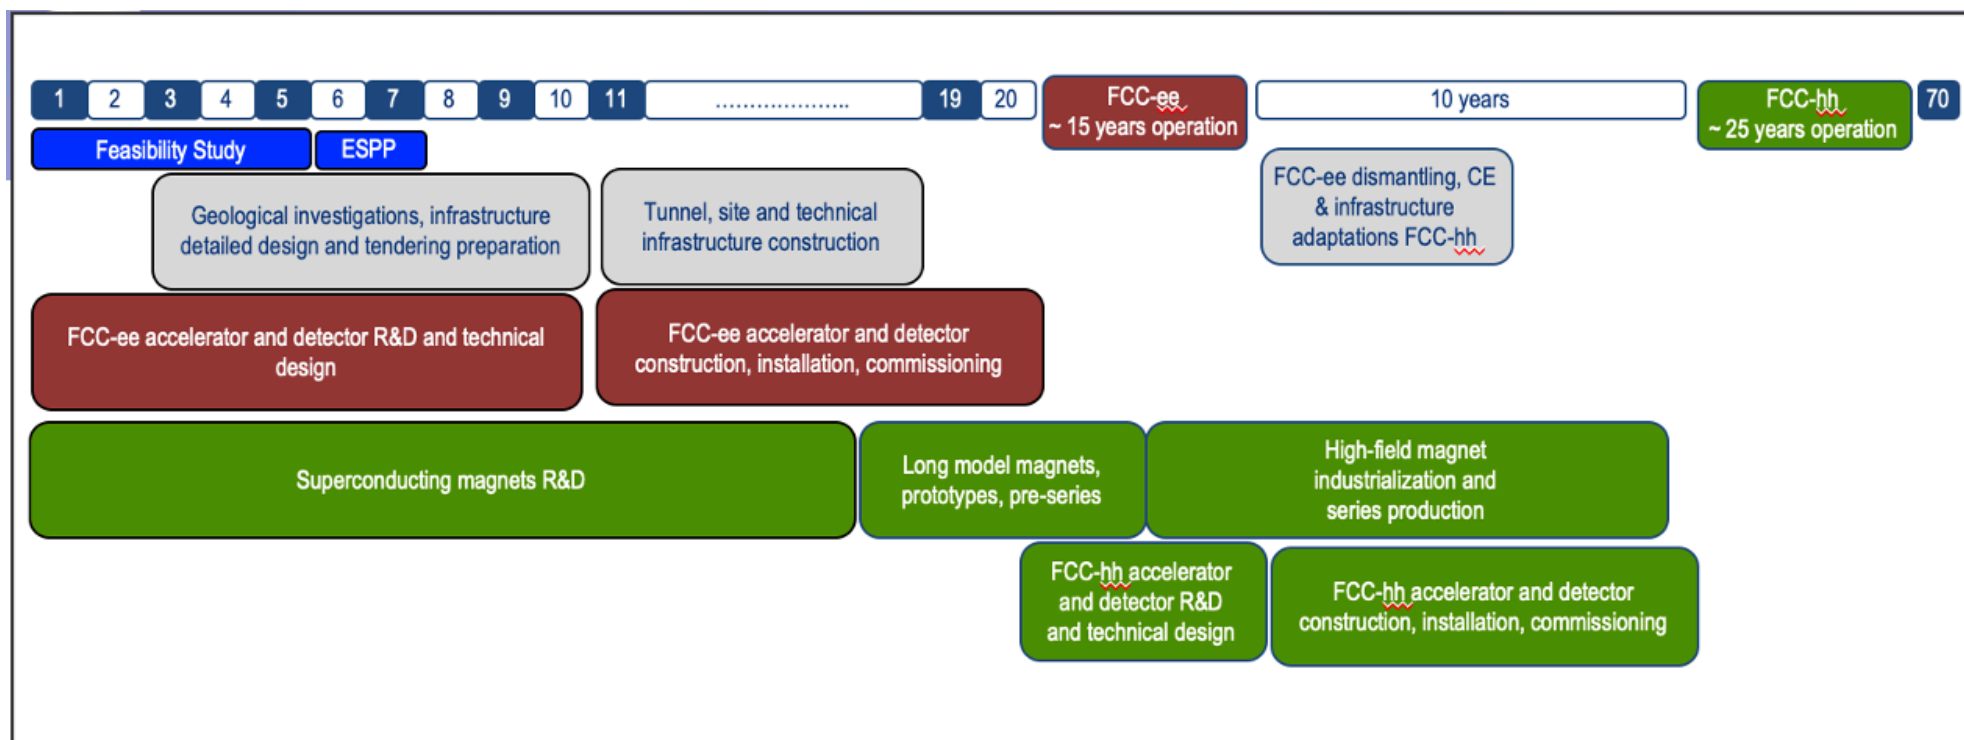 1 2 3 4 5 6 7 8 9 10 11 ..................... 19 20
FCC-ee
~ 15 years operation
10 years
FCC-hh
~ 25 years operation
70
Feasibility Study
ESPP
Geological investigations, infrastructure
detailed design and tendering preparation
Tunnel, site and technical
infrastructure construction
FCC-ee dismantling, CE
& infrastructure
adaptations FCC-hh
FCC-ee accelerator and detector R&D and technical
design
FCC-ee accelerator and detector
construction, installation, commissioning
Superconducting magnets R&D
Long model magnets,
prototypes, pre-series
High-field magnet
industrialization and
series production
FCC-hh accelerator
and detector R&D
and technical design
FCC-hh accelerator and detector
construction, installation, commissioning